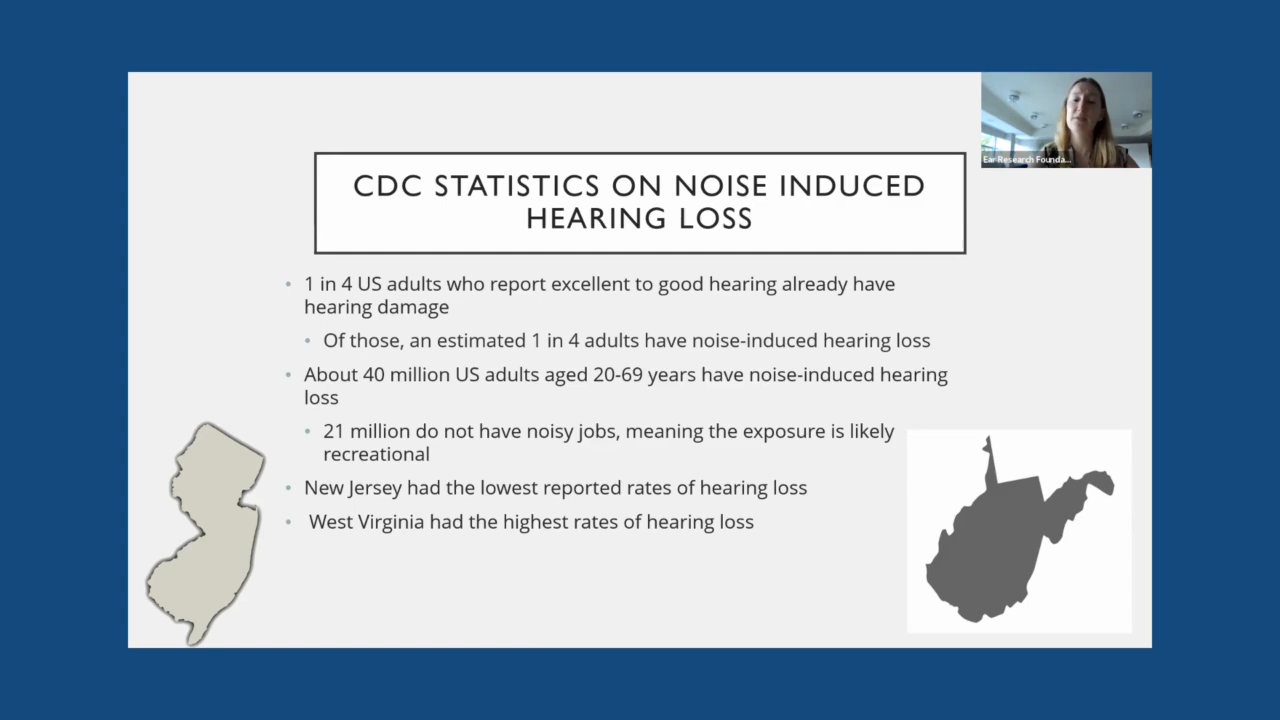 Ear Research Founda...
CDC STATISTICS ON NOISE INDUCED
HEARING LOSS
• 1 in 4 US adults who report excellent to good hearing already have
hearing damage
• Of those, an estimated 1 in 4 adults have noise-induced hearing loss
• About 40 million US adults aged 20-69 years have noise-induced hearing
loss
• 21 million do not have noisy jobs, meaning the exposure is likely
recreational
• New Jersey had the lowest reported rates of hearing loss
• West Virginia had the highest rates of hearing loss